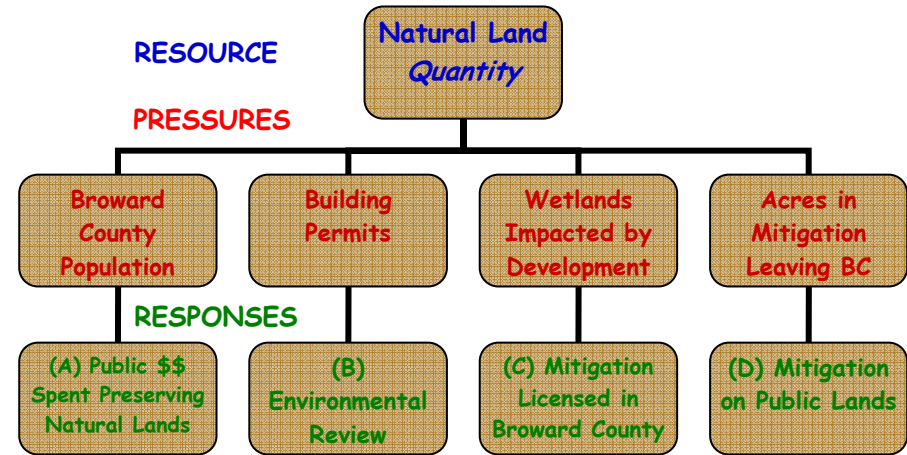 RESOURCE
Natural Land
Quantity
PRESSURES
Broward
County
Population
Building
Permits
Wetlands
Impacted by
Development
Acres in
Mitigation
Leaving BC
RESPONSES
(A) Public $$
Spent Preserving
Natural Lands
(B)
Environmental
Review
(C) Mitigation
Licensed in
Broward County
(D) Mitigation
on Public Lands